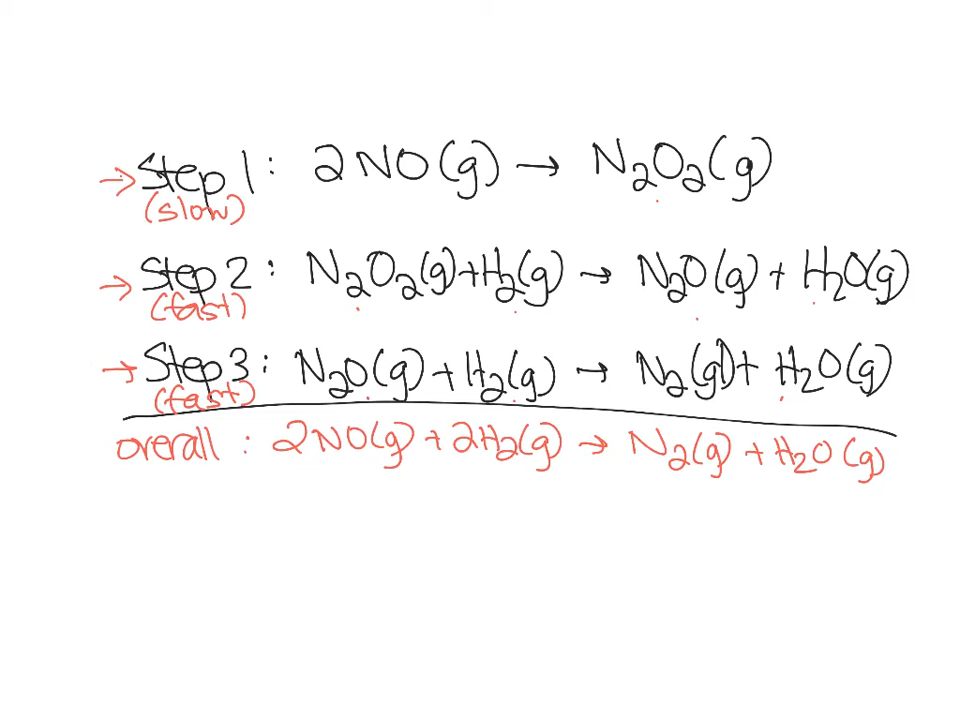 → Step 1: 2NO(g) → N₂O₂(g)
(slow)
→ Step 2: N₂O₂(g)+H₂(g) → N₂O(g) + H₂O(g)
(fast)
→ Step 3: N₂O(g)+H₂(g) → N₂(g)+ H₂O(g)
(fast)
overall: 2NO(g)+2H₂(g) → N₂(g)+H₂O(g)